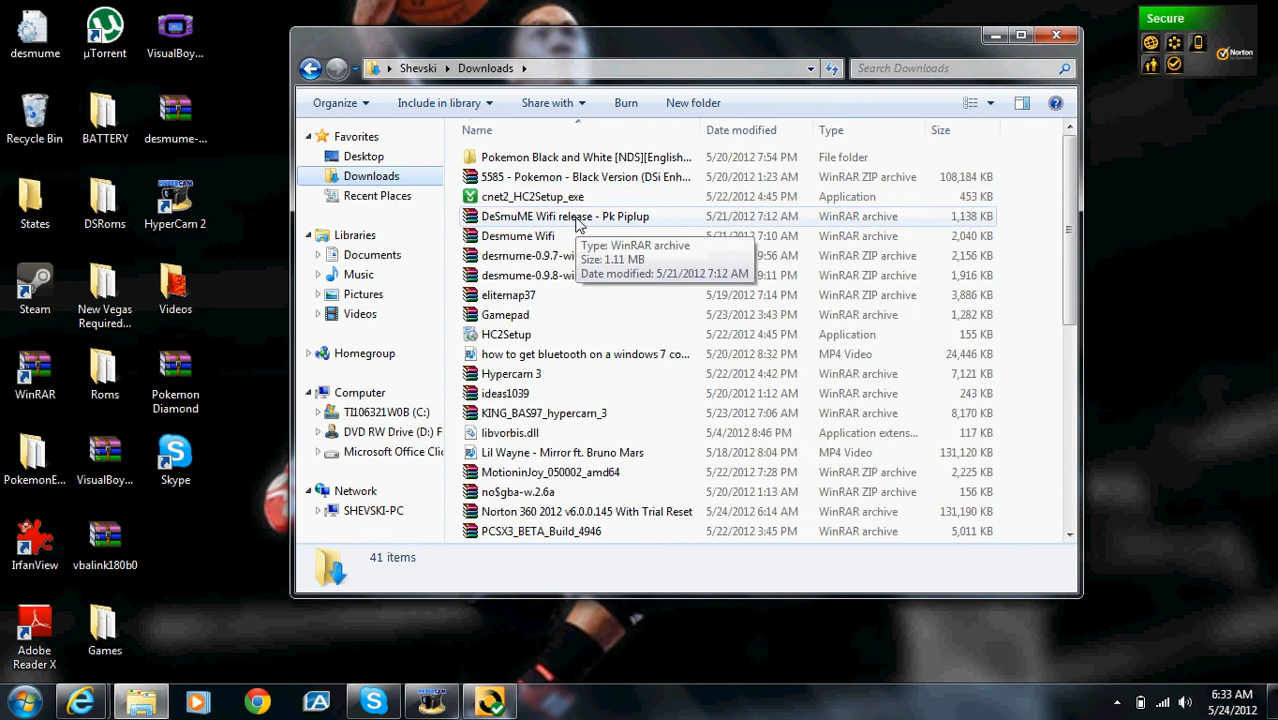 desmume
µTorrent
VisualBoy...
Recycle Bin
BATTERY
desmume-...
States
DSRoms
HyperCam 2
Steam
New Vegas
Required...
Videos
WinRAR
Roms
Pokemon
Diamond
PokemonE...
VisualBoy...
Skype
IrfanView
vbalink180b0
Adobe
Reader X
Games
Shevski
Downloads
Search Downloads
Organize
Include in library
Share with
Burn
New folder
Favorites
Desktop
Downloads
Recent Places
Libraries
Documents
Music
Pictures
Videos
Homegroup
Computer
TI106321W0B (C:)
DVD RW Drive (D:) F
Microsoft Office Clic
Network
SHEVSKI-PC
Name Date modified Type Size
Pokemon Black and White [NDS][English... 5/20/2012 7:54 PM File folder
5585 - Pokemon - Black Version (DSi Enh... 5/20/2012 1:23 AM WinRAR ZIP archive 108,184 KB
cnet2_HC2Setup_exe 5/22/2012 4:45 PM Application 453 KB
DeSmuME Wifi release - Pk Piplup 5/21/2012 7:12 AM WinRAR archive 1,138 KB
Desmume Wifi 5/21/2012 7:10 AM WinRAR archive 2,040 KB
desmume-0.9.7-wi 9:56 AM WinRAR ZIP archive 2,156 KB
desmume-0.9.8-wi 9:11 PM WinRAR ZIP archive 1,916 KB
Type: WinRAR archive
Size: 1.11 MB
Date modified: 5/21/2012 7:12 AM
elitemap37 5/19/2012 7:14 PM WinRAR ZIP archive 3,886 KB
Gamepad 5/23/2012 3:43 PM WinRAR archive 1,282 KB
HC2Setup 5/22/2012 4:45 PM Application 155 KB
how to get bluetooth on a windows 7 co... 5/20/2012 8:32 PM MP4 Video 24,446 KB
Hypercam 3 5/22/2012 4:42 PM WinRAR archive 7,121 KB
ideas1039 5/20/2012 1:12 AM WinRAR archive 243 KB
KING_BAS97_hypercam_3 5/23/2012 7:06 AM WinRAR archive 8,170 KB
libvorbis.dll 5/4/2012 8:46 PM Application extens... 117 KB
Lil Wayne - Mirror ft. Bruno Mars 5/18/2012 8:04 PM MP4 Video 131,120 KB
MotioninJoy_050002_amd64 5/22/2012 7:28 PM WinRAR ZIP archive 2,225 KB
no$gba-w.2.6a 5/20/2012 1:13 AM WinRAR ZIP archive 156 KB
Norton 360 2012 v6.0.0.145 With Trial Reset 5/24/2012 6:14 AM WinRAR archive 131,190 KB
PCSX3_BETA_Build_4946 5/22/2012 3:45 PM WinRAR archive 5,011 KB
41 items
Secure
Norton
6:33 AM
5/24/2012